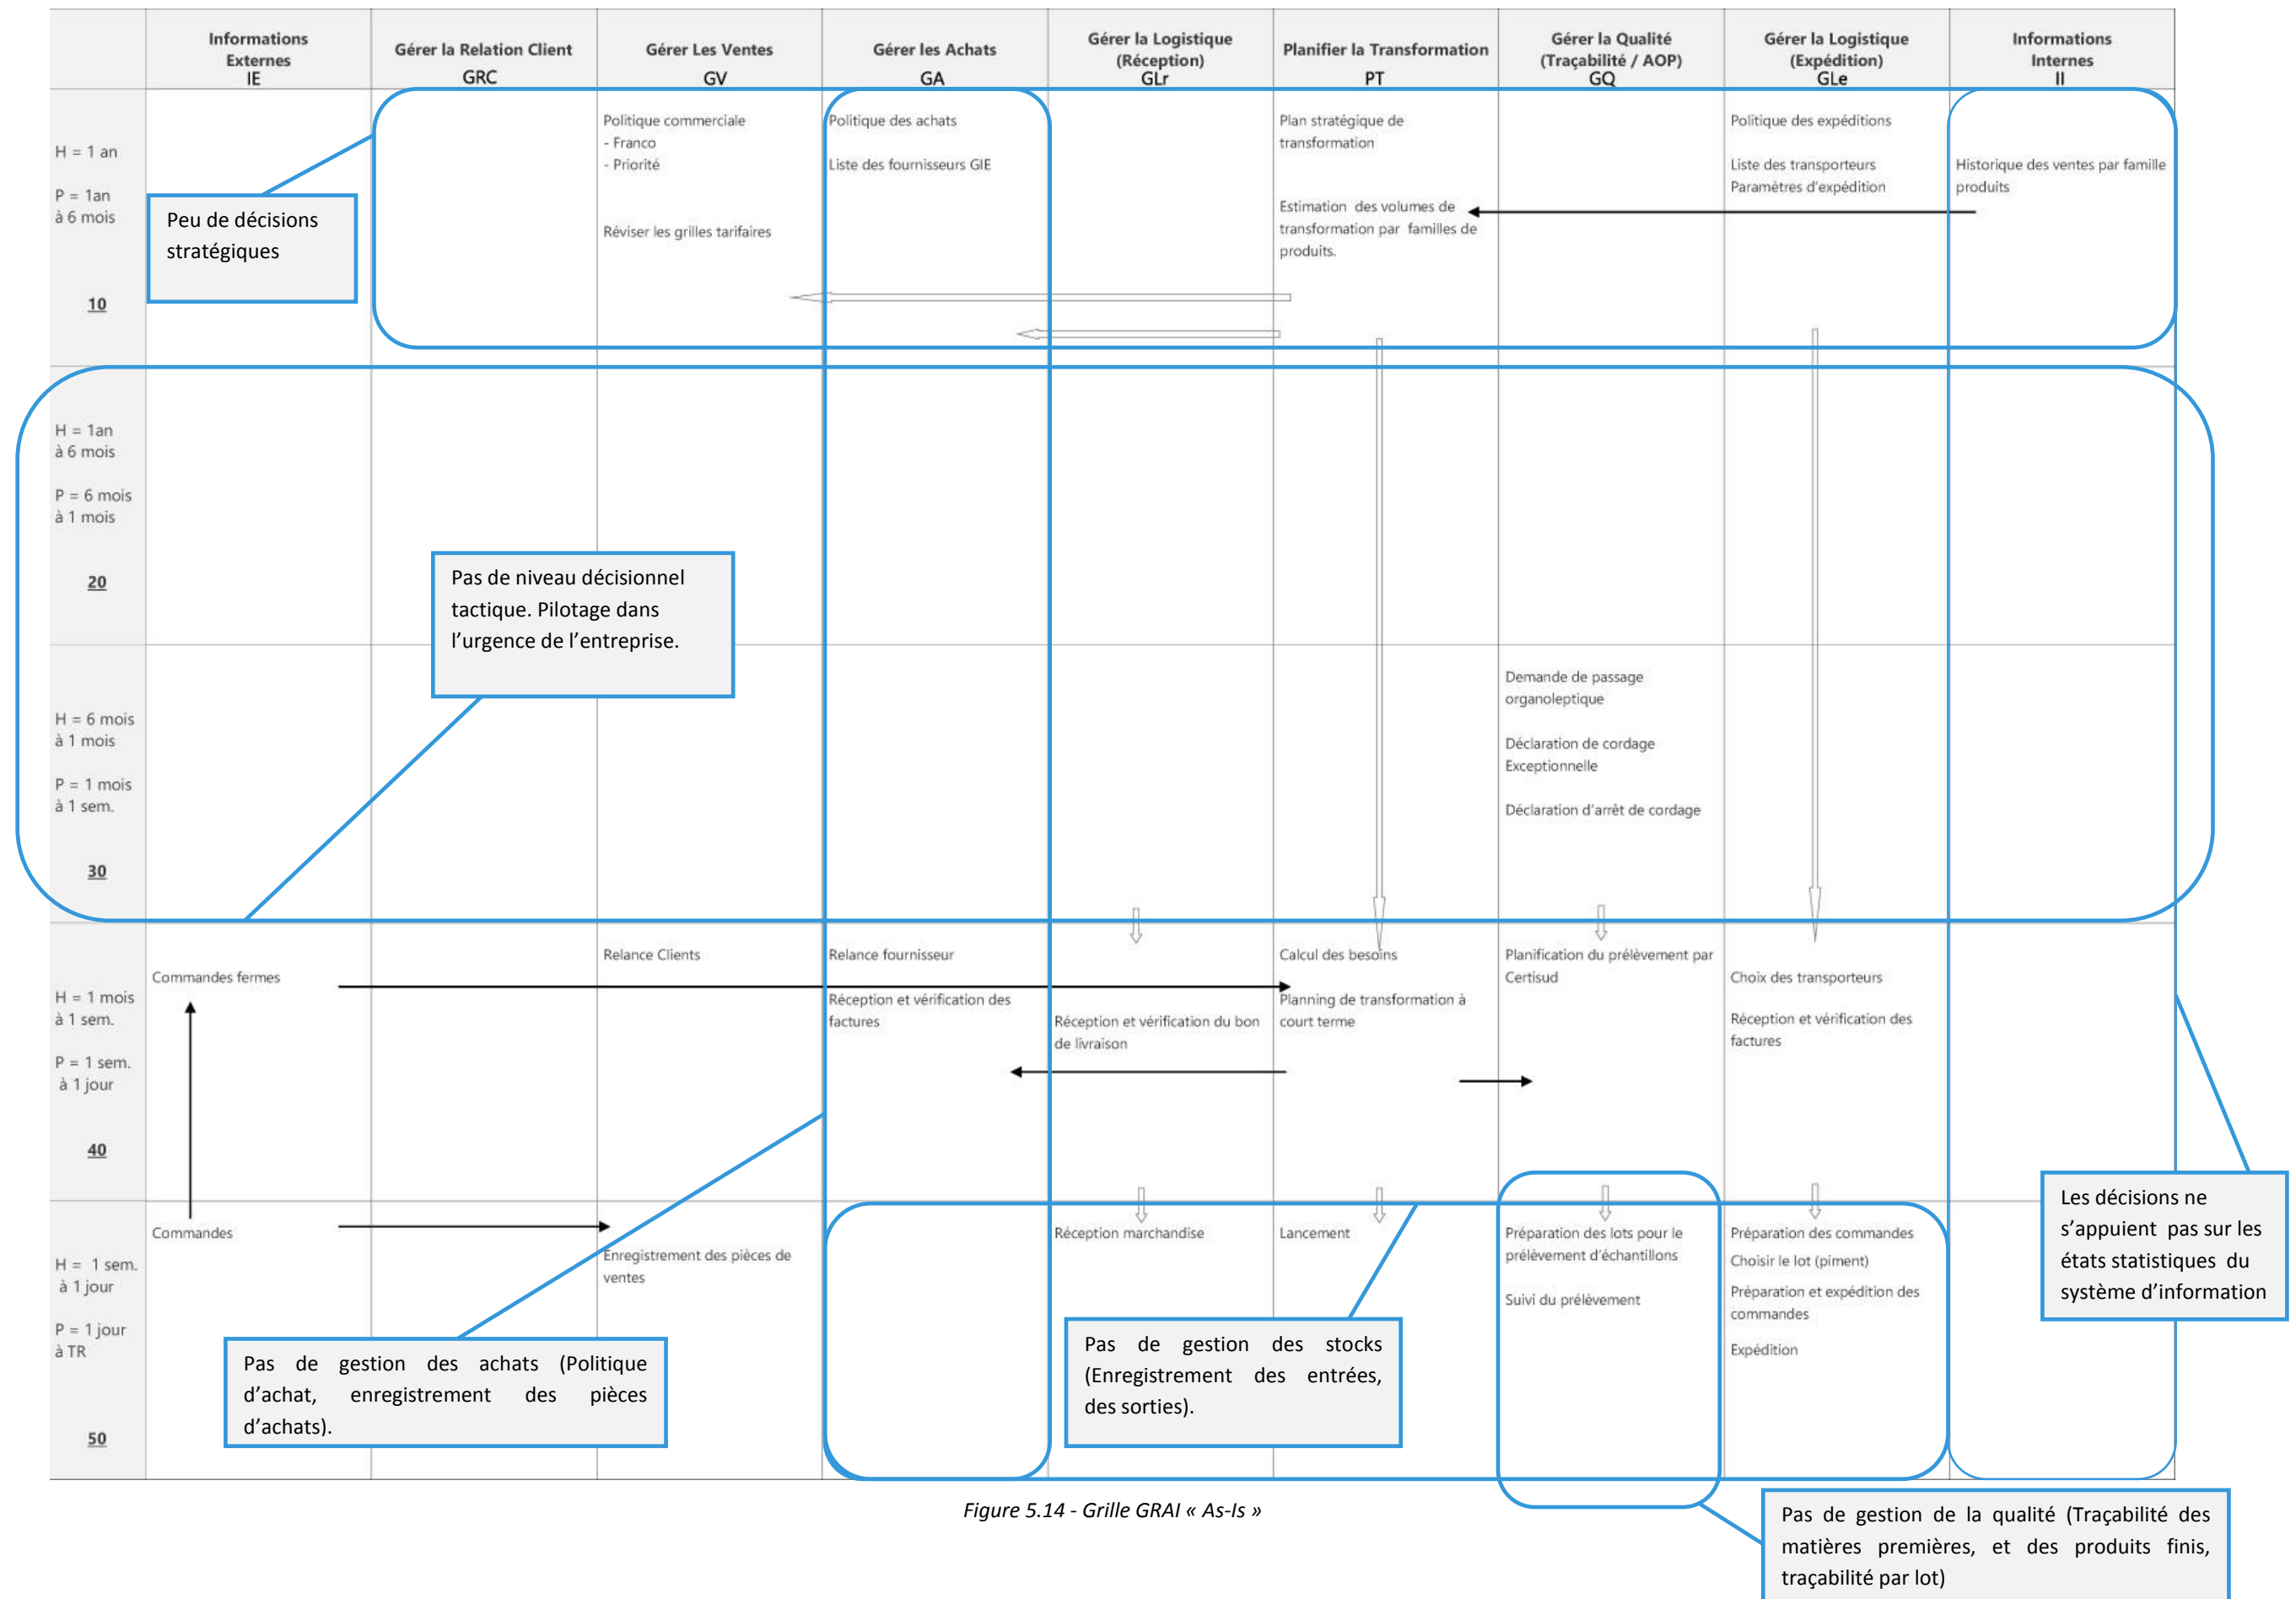 Informations
Externes
IE
Gérer la Relation Client
GRC
Gérer Les Ventes
GV
Gérer les Achats
GA
Gérer la Logistique
(Réception)
GLr
Planifier la Transformation
PT
Gérer la Qualité
(Traçabilité / AOP)
GQ
Gérer la Logistique
(Expédition)
GLe
Informations
Internes
II
H = 1 an
P = 1an
à 6 mois
10
Peu de décisions
stratégiques
Politique commerciale
- Franco
- Priorité
Réviser les grilles tarifaires
Politique des achats
Liste des fournisseurs GIE
Plan stratégique de
transformation
Estimation des volumes de
transformation par familles de
produits.
Politique des expéditions
Liste des transporteurs
Paramètres d'expédition
Historique des ventes par famille
produits
H = 1an
à 6 mois
P = 6 mois
à 1 mois
20
Pas de niveau décisionnel
tactique. Pilotage dans
l’urgence de l’entreprise.
H = 6 mois
à 1 mois
P = 1 mois
à 1 sem.
30
Demande de passage
organoleptique
Déclaration de cordage
Exceptionnelle
Déclaration d'arrêt de cordage
H = 1 mois
à 1 sem.
P = 1 sem.
à 1 jour
40
Commandes fermes
Relance Clients
Relance fournisseur
Réception et vérification des
factures
Réception et vérification du bon
de livraison
Calcul des besoins
Planning de transformation à
court terme
Planification du prélèvement par
Certisud
Choix des transporteurs
Réception et vérification des
factures
H = 1 sem.
à 1 jour
P = 1 jour
à TR
50
Commandes
Enregistrement des pièces de
ventes
Réception marchandise
Lancement
Préparation des lots pour le
prélèvement d'échantillons
Suivi du prélèvement
Préparation des commandes
Choisir le lot (piment)
Préparation et expédition des
commandes
Expédition
Les décisions ne
s’appuient pas sur les
états statistiques du
système d’information
Pas de gestion des achats (Politique
d’achat, enregistrement des pièces
d’achats).
Pas de gestion des stocks
(Enregistrement des entrées,
des sorties).
Figure 5.14 - Grille GRAI « As-Is »
Pas de gestion de la qualité (Traçabilité des
matières premières, et des produits finis,
traçabilité par lot)